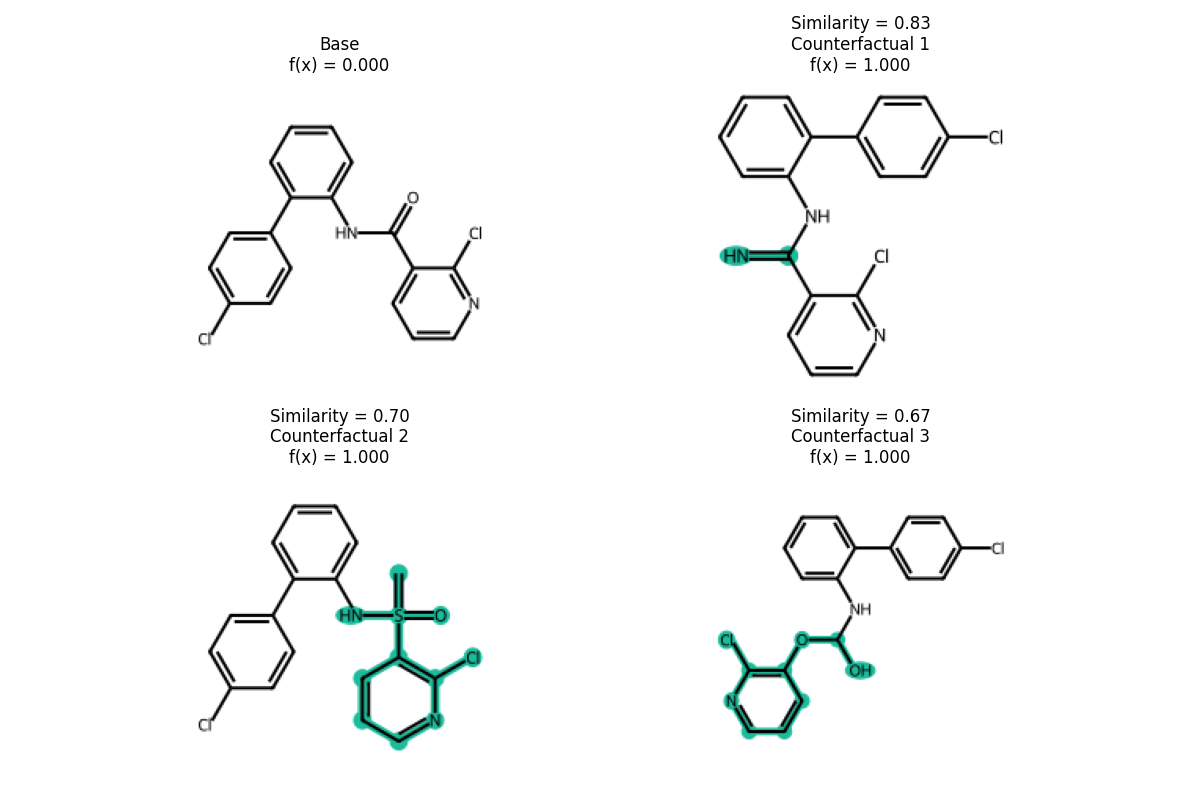 Base
f(x) = 0.000
O
HN
Cl
N
Cl
Similarity = 0.83
Counterfactual 1
f(x) = 1.000
Cl
NH
HN
Cl
N
Similarity = 0.70
Counterfactual 2
f(x) = 1.000
HN
S
O
Cl
N
Cl
Similarity = 0.67
Counterfactual 3
f(x) = 1.000
Cl
NH
Cl
O
OH
N